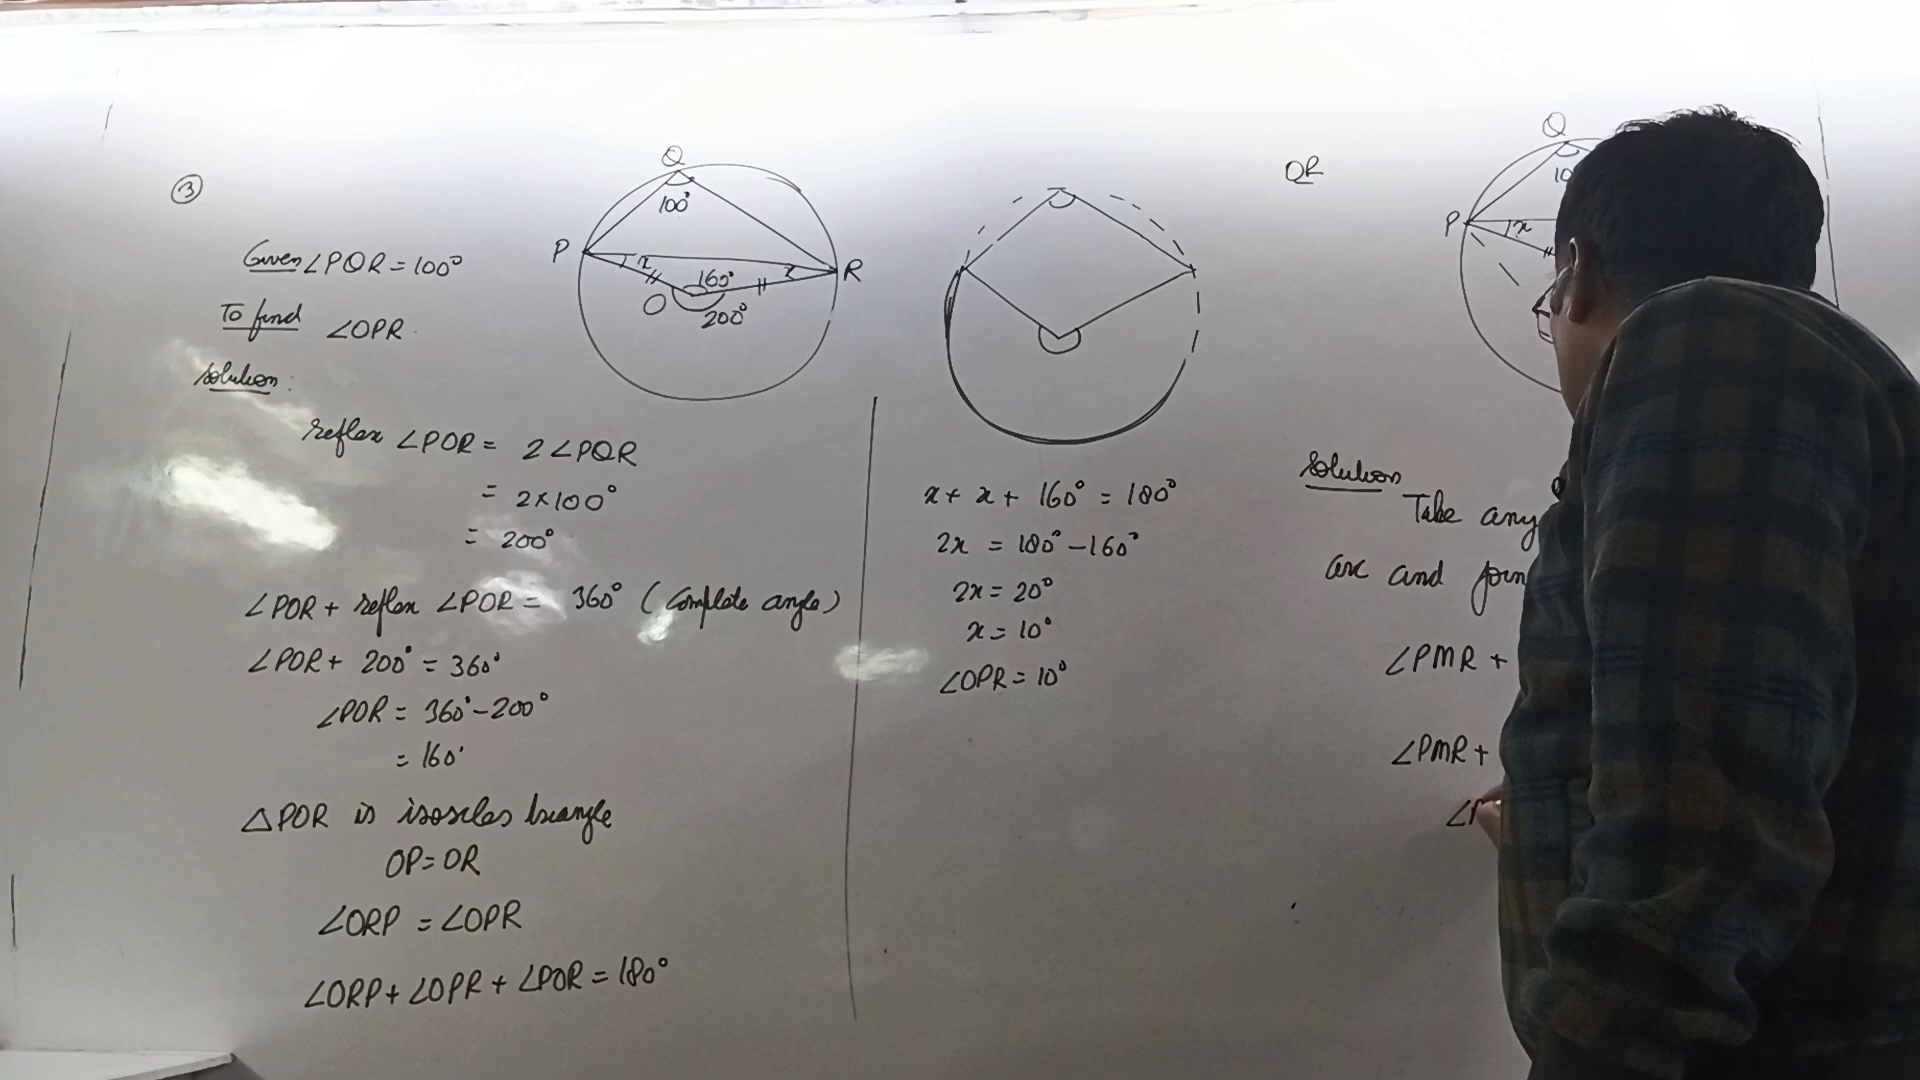 ③
Given ∠PQR = 100°
To find ∠OPR
Solution:
Q
100°
P
x
160°
x
R
O
200°
reflex ∠POR = 2∠PQR
= 2×100°
= 200°
∠POR + reflex ∠POR = 360° (Complete angle)
∠POR + 200° = 360°
∠POR = 360° - 200°
= 160°
△POR is isosceles triangle
OP = OR
∠ORP = ∠OPR
∠ORP + ∠OPR + ∠POR = 180°
x + x + 160° = 180°
2x = 180° - 160°
2x = 20°
x = 10°
∠OPR = 10°
QR
Q
10
P
x
Solution
Take any
arc and join
∠PMR +
∠PMR +
∠